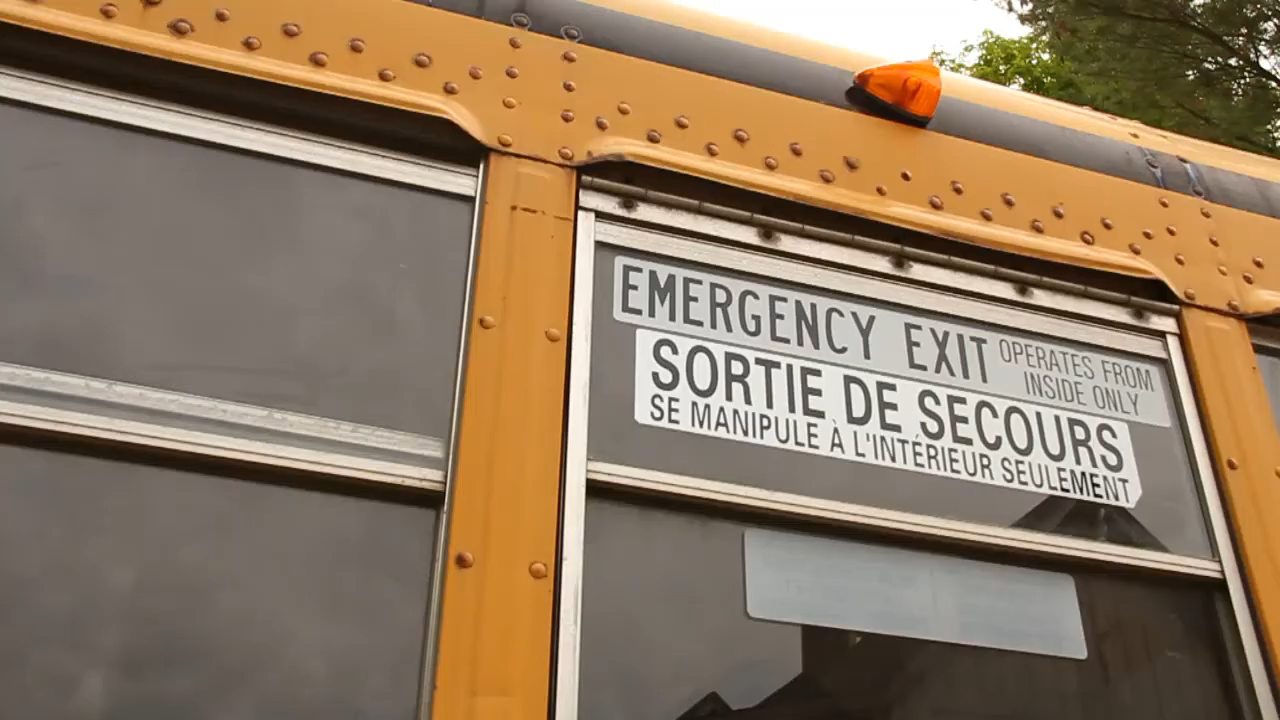 EMERGENCY EXIT
OPERATES FROM
INSIDE ONLY
SORTIE DE SECOURS
SE MANIPULE À L'INTÉRIEUR SEULEMENT